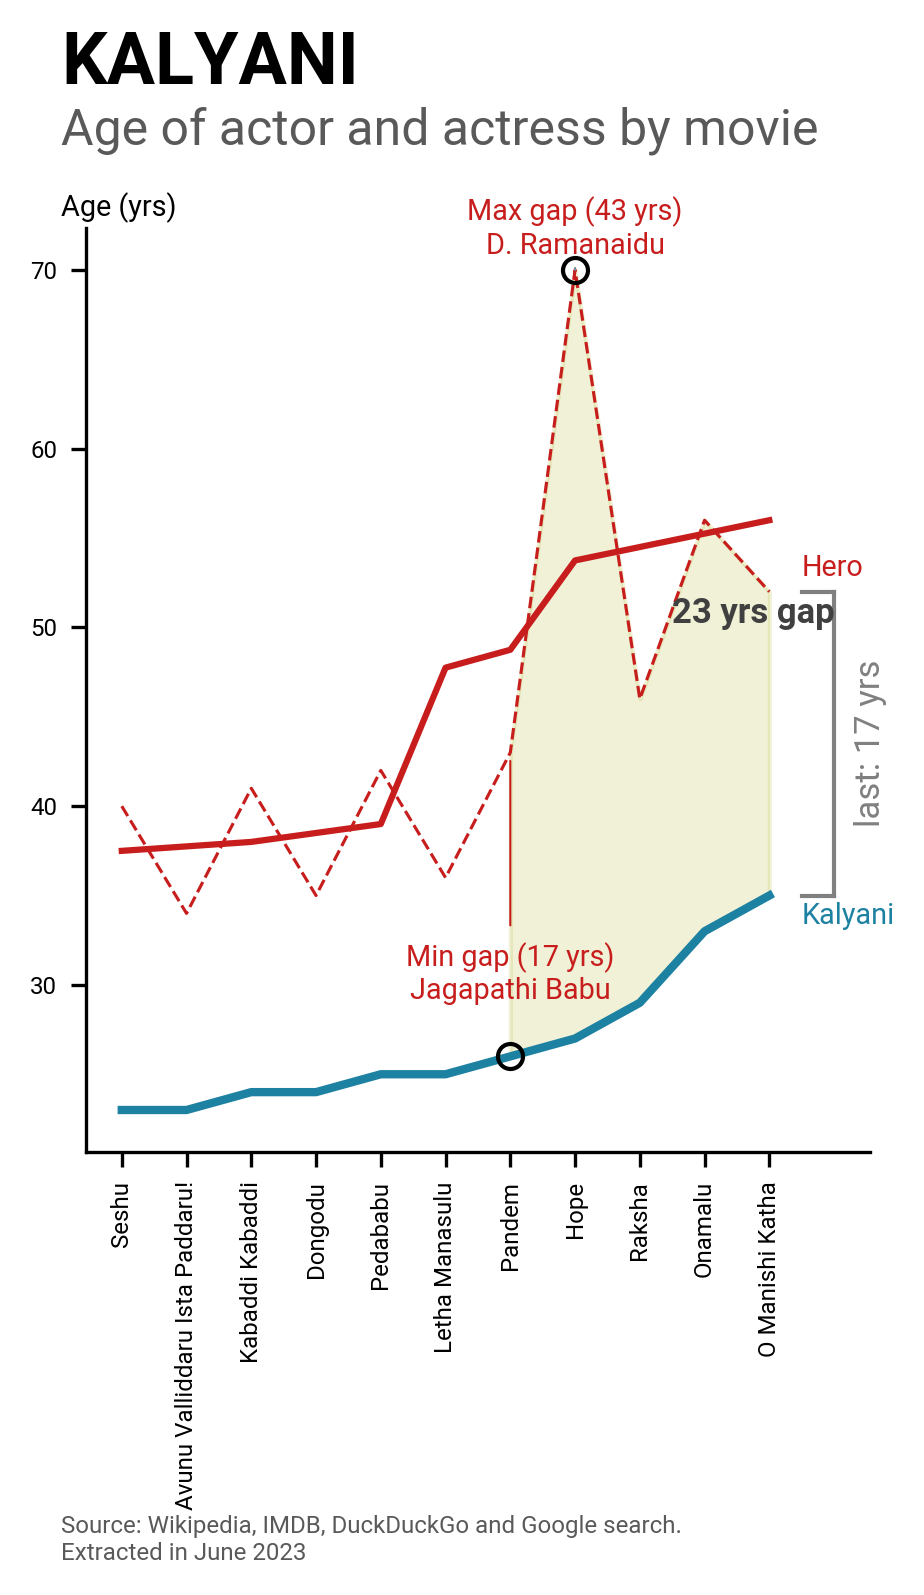 KALYANI
Age of actor and actress by movie
Age (yrs)
Max gap (43 yrs)
D. Ramanaidu
70
60
50
40
30
Hero
23 yrs gap
last: 17 yrs
Kalyani
Min gap (17 yrs)
Jagapathi Babu
Seshu
Avunu Valliddaru Ista Paddaru!
Kabaddi Kabaddi
Dongodu
Pedababu
Letha Manasulu
Pandem
Hope
Raksha
Onamalu
O Manishi Katha
Source: Wikipedia, IMDB, DuckDuckGo and Google search.
Extracted in June 2023